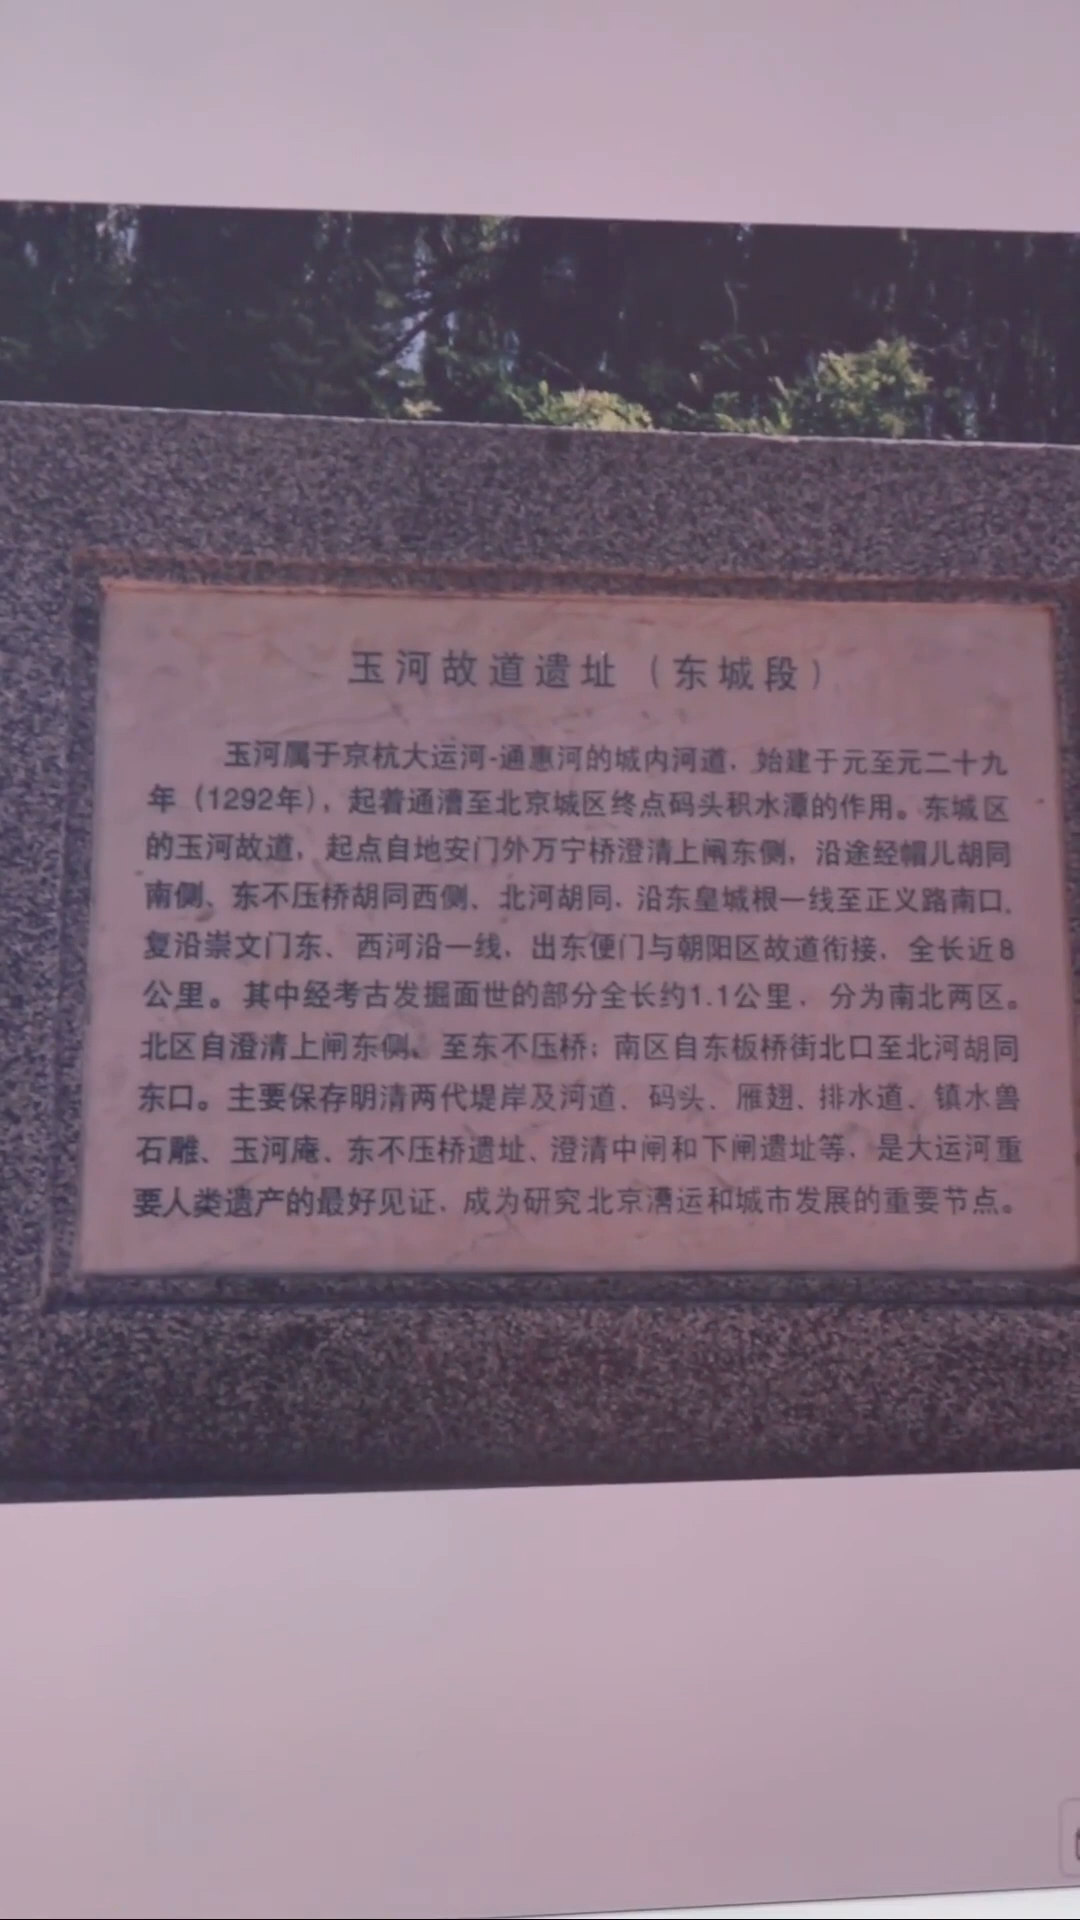 玉河故道遗址（东城段）
玉河属于京杭大运河-通惠河的城内河道，始建于元至元二十九
年（1292年），起着通漕至北京城区终点码头积水潭的作用。东城区
的玉河故道，起点自地安门外万宁桥澄清上闸东侧，沿途经帽儿胡同
南侧、东不压桥胡同西侧、北河胡同，沿东皇城根一线至正义路南口，
复沿崇文门东、西河沿一线，出东便门与朝阳区故道衔接，全长近8
公里。其中经考古发掘面世的部分全长约1.1公里，分为南北两区。
北区自澄清上闸东侧、至东不压桥；南区自东板桥街北口至北河胡同
东口。主要保存明清两代堤岸及河道、码头、雁翅、排水道、镇水兽
石雕、玉河庵、东不压桥遗址、澄清中闸和下闸遗址等，是大运河重
要人类遗产的最好见证，成为研究北京漕运和城市发展的重要节点。